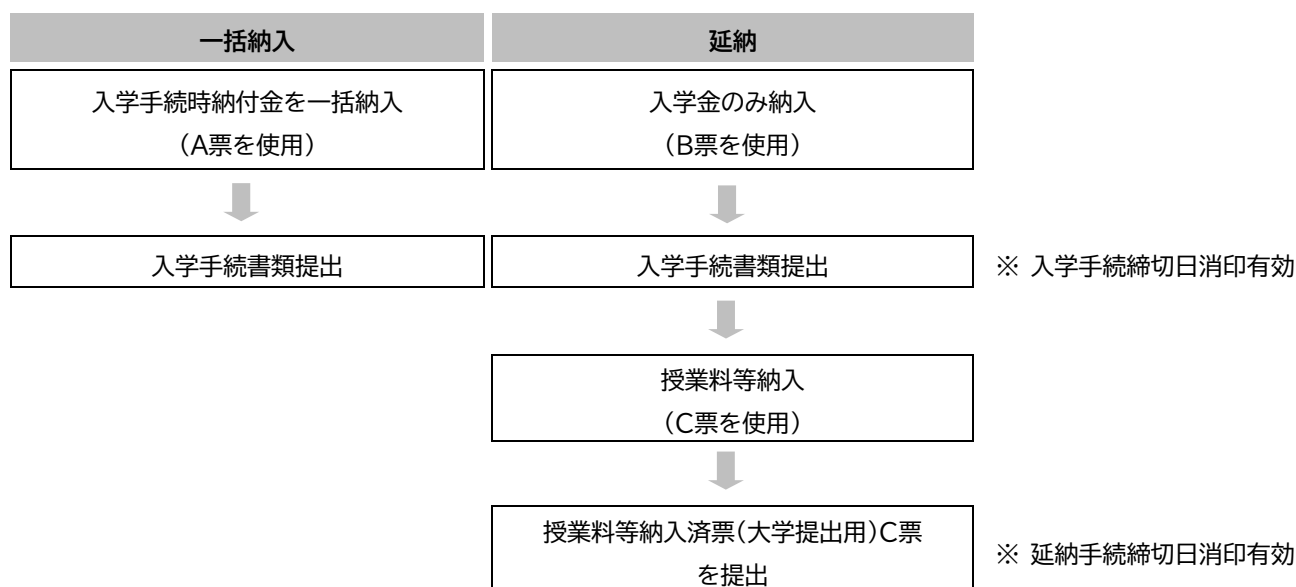 一括納入
延納
入学手続時納付金を一括納入
（A票を使用）
入学金のみ納入
（B票を使用）
入学手続書類提出
入学手続書類提出
※ 入学手続締切日消印有効
授業料等納入
（C票を使用）
授業料等納入済票（大学提出用）C票
を提出
※ 延納手続締切日消印有効